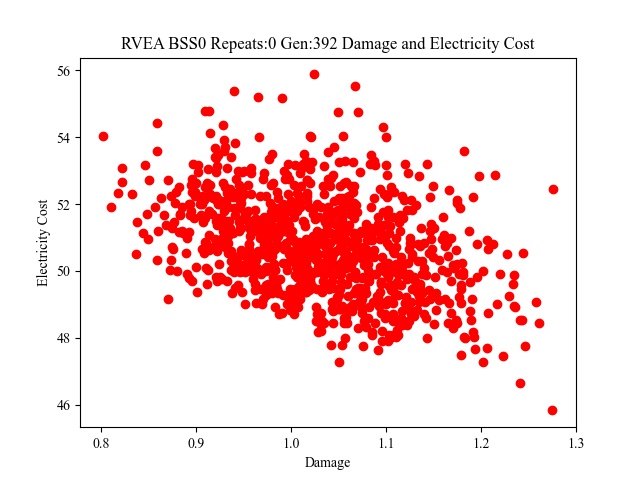 RVEA BSS0 Repeats:0 Gen:392 Damage and Electricity Cost
56
54
52
50
48
46
Electricity Cost
0.8 0.9 1.0 1.1 1.2 1.3
Damage